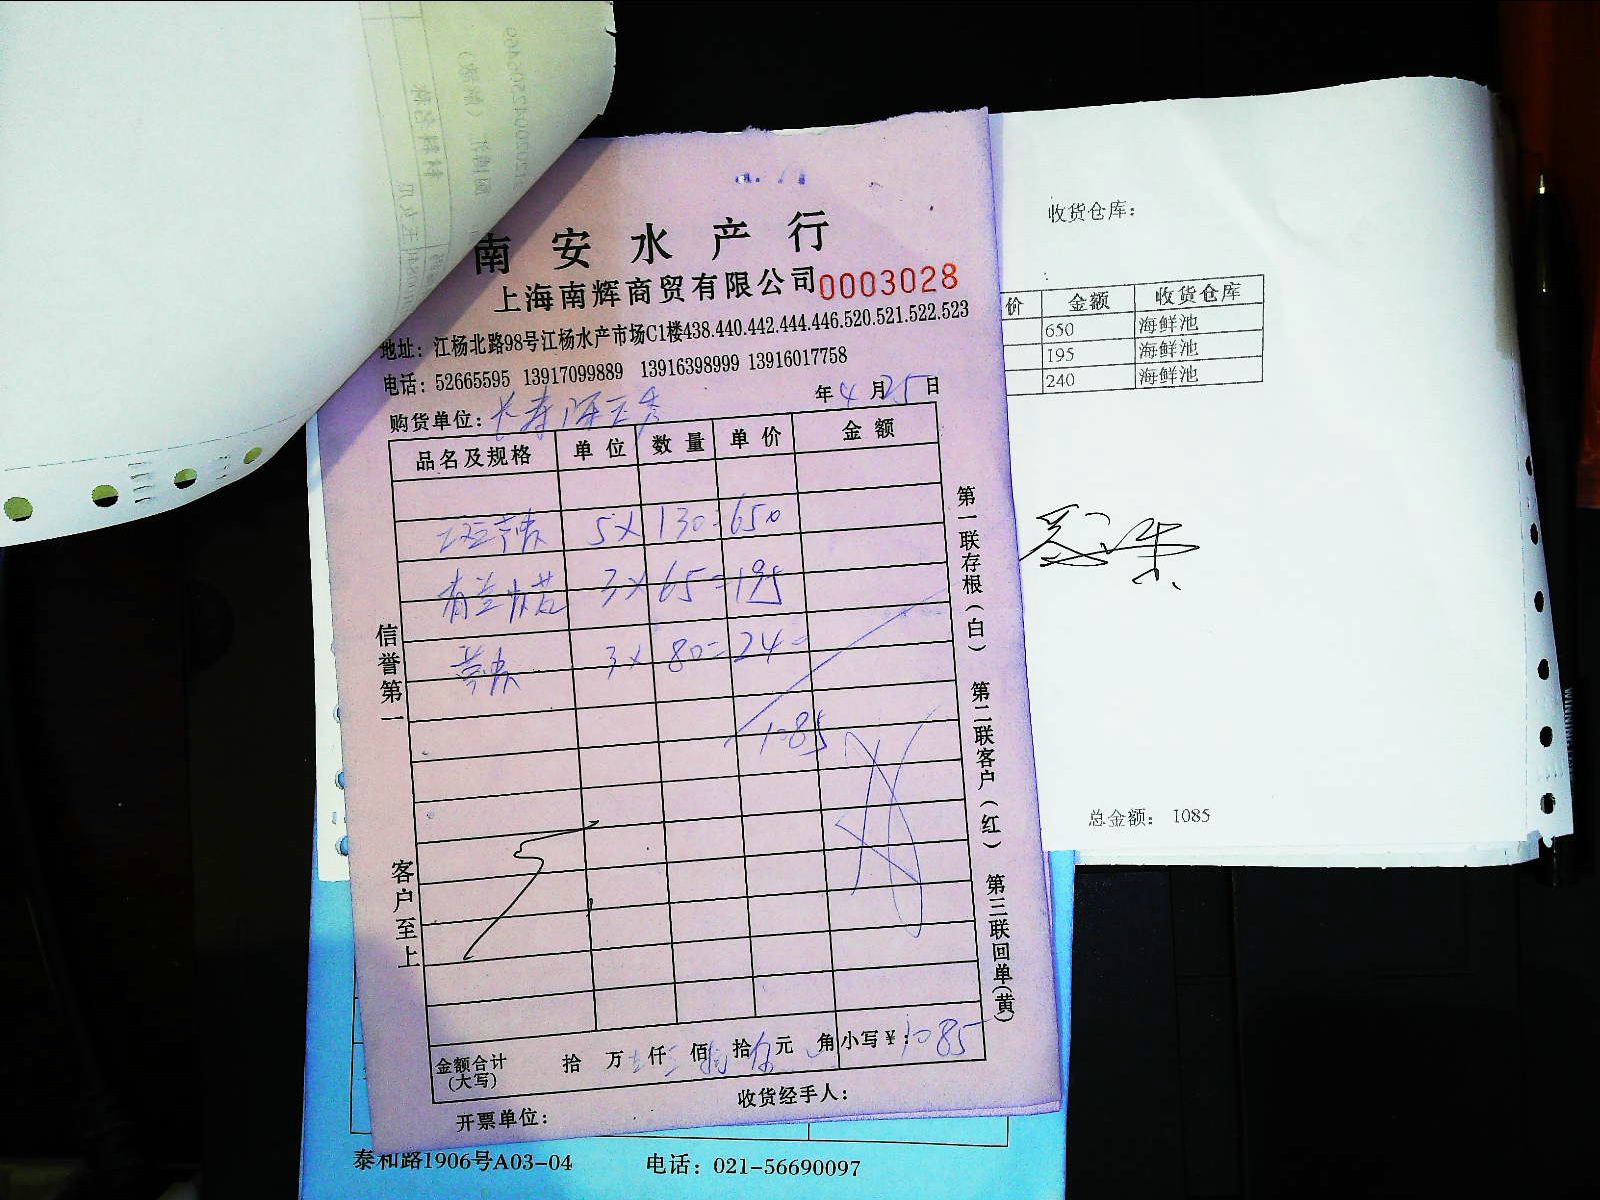 南安水产行
上海南辉商贸有限公司 0003028
地址：江杨北路98号江杨水产市场C1楼438.440.442.444.446.520.521.522.523
电话：52665595 13917099889 13916398999 13916017758
购货单位： 年4月25日
品名及规格 单位 数量 单价 金额
5× 130=650
3× 65=195
3× 80=24-
1085
金额合计(大写) 拾 万 仟 佰 拾 元 角 小写￥：1085
开票单位： 收货经手人：
信誉第一
客户至上
第一联存根(白) 第二联客户(红) 第三联回单(黄)
收货仓库：
价 金额 收货仓库
650 海鲜池
195 海鲜池
240 海鲜池
总金额： 1085
泰和路1906号A03-04 电话：021-56690097